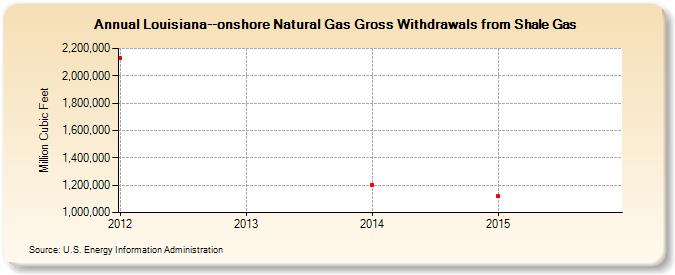 Annual Louisiana--onshore Natural Gas Gross Withdrawals from Shale Gas
Million Cubic Feet
2,200,000
2,000,000
1,800,000
1,600,000
1,400,000
1,200,000
1,000,000
2012 2013 2014 2015
Source: U.S. Energy Information Administration